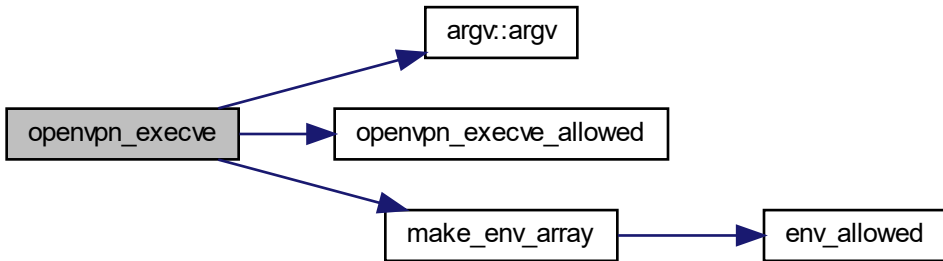 argv::argv
openvpn_execve
openvpn_execve_allowed
make_env_array
env_allowed